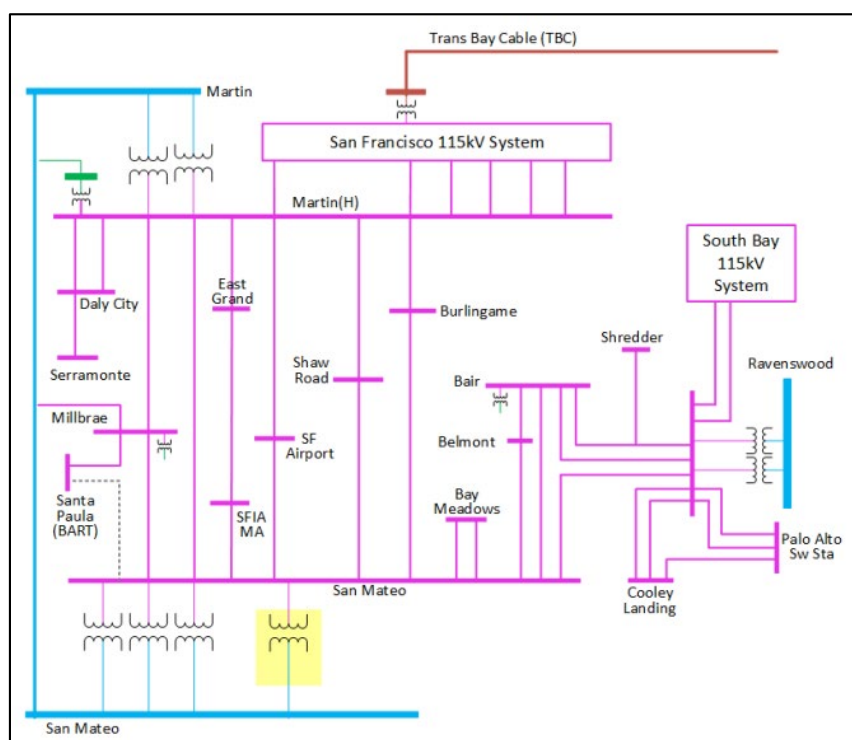 Trans Bay Cable (TBC)
Martin
San Francisco 115kV System
Martin(H)
South Bay
115kV
System
Daly City
East
Grand
Burlingame
Shredder
Ravenswood
Serramonte
Shaw
Road
Bair
Millbrae
SF
Airport
Belmont
Santa
Paula
(BART)
SFIA
MA
Bay
Meadows
Palo Alto
Sw Sta
San Mateo
Cooley
Landing
San Mateo